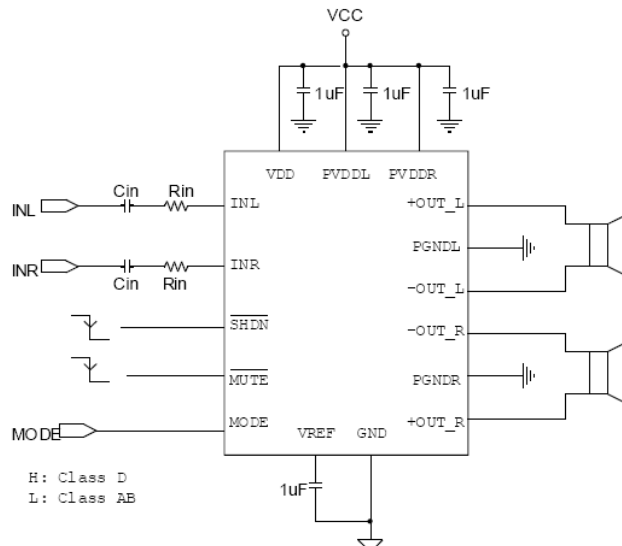 VCC
1uF 1uF 1uF
VDD PVDDL PVDDR
Cin Rin
INL INL +OUT_L
PGNDL
INR INR
Cin Rin
-OUT_L
SHDN -OUT_R
MUTE PGNDR
MODE MODE +OUT_R
VREF GND
H: Class D
L: Class AB
1uF